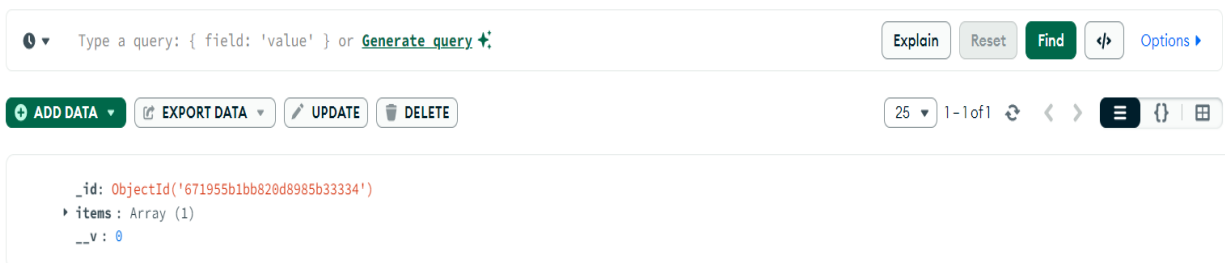 Type a query: { field: 'value' } or Generate query
Explain Reset Find </> Options
ADD DATA EXPORT DATA UPDATE DELETE
25 1-1 of 1 {}
_id: ObjectId('671955b1bb820d8985b33334')
items : Array (1)
__v : 0